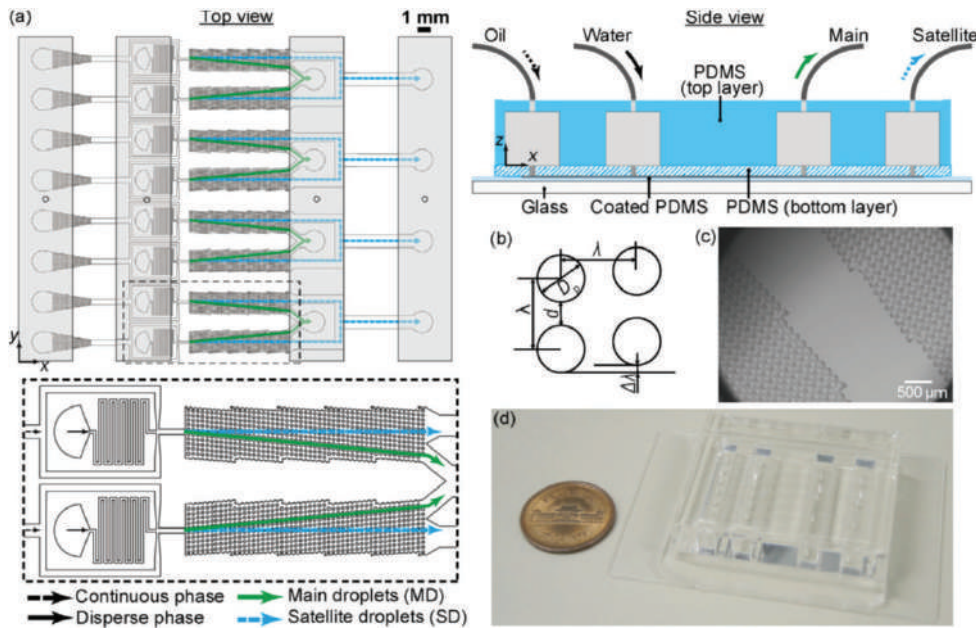 (a)
Top view
1 mm
y
x
Side view
Oil
Water
Main
Satellite
PDMS
(top layer)
z
x
Glass
Coated PDMS
PDMS (bottom layer)
(b)
λ
D
p
λ
d
Δλ
(c)
500 μm
(d)
Continuous phase
Main droplets (MD)
Disperse phase
Satellite droplets (SD)